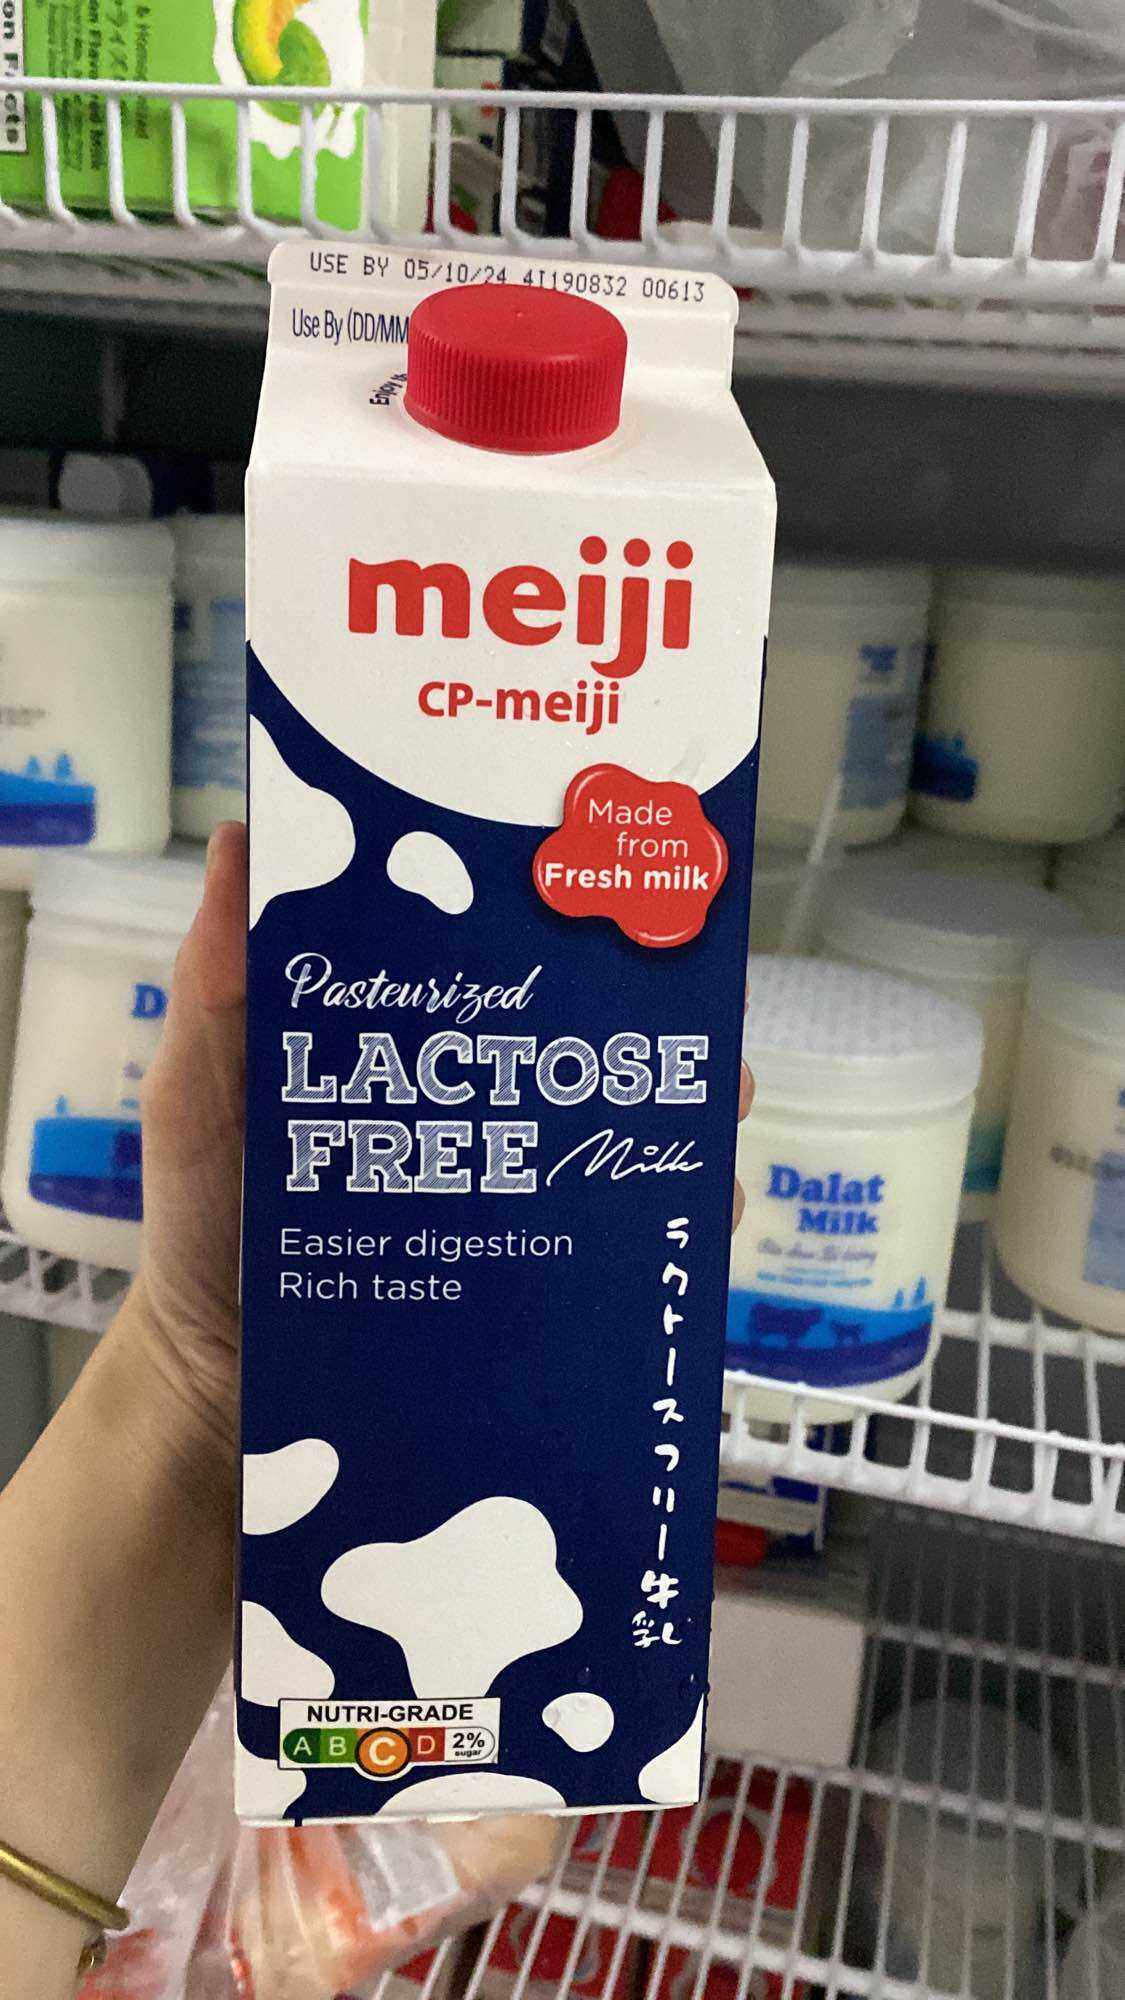 USE BY 05/10/24 41190832 00613
Use By (DD/MM
Enjoy
meiji
CP-meiji
Made
from
Fresh milk
Pasteurized
LACTOSE
FREE Milk
Easier digestion
Rich taste
ラクトースフリー牛乳
NUTRI-GRADE
A B C D 2%
sugar
D
Dalat
Milk